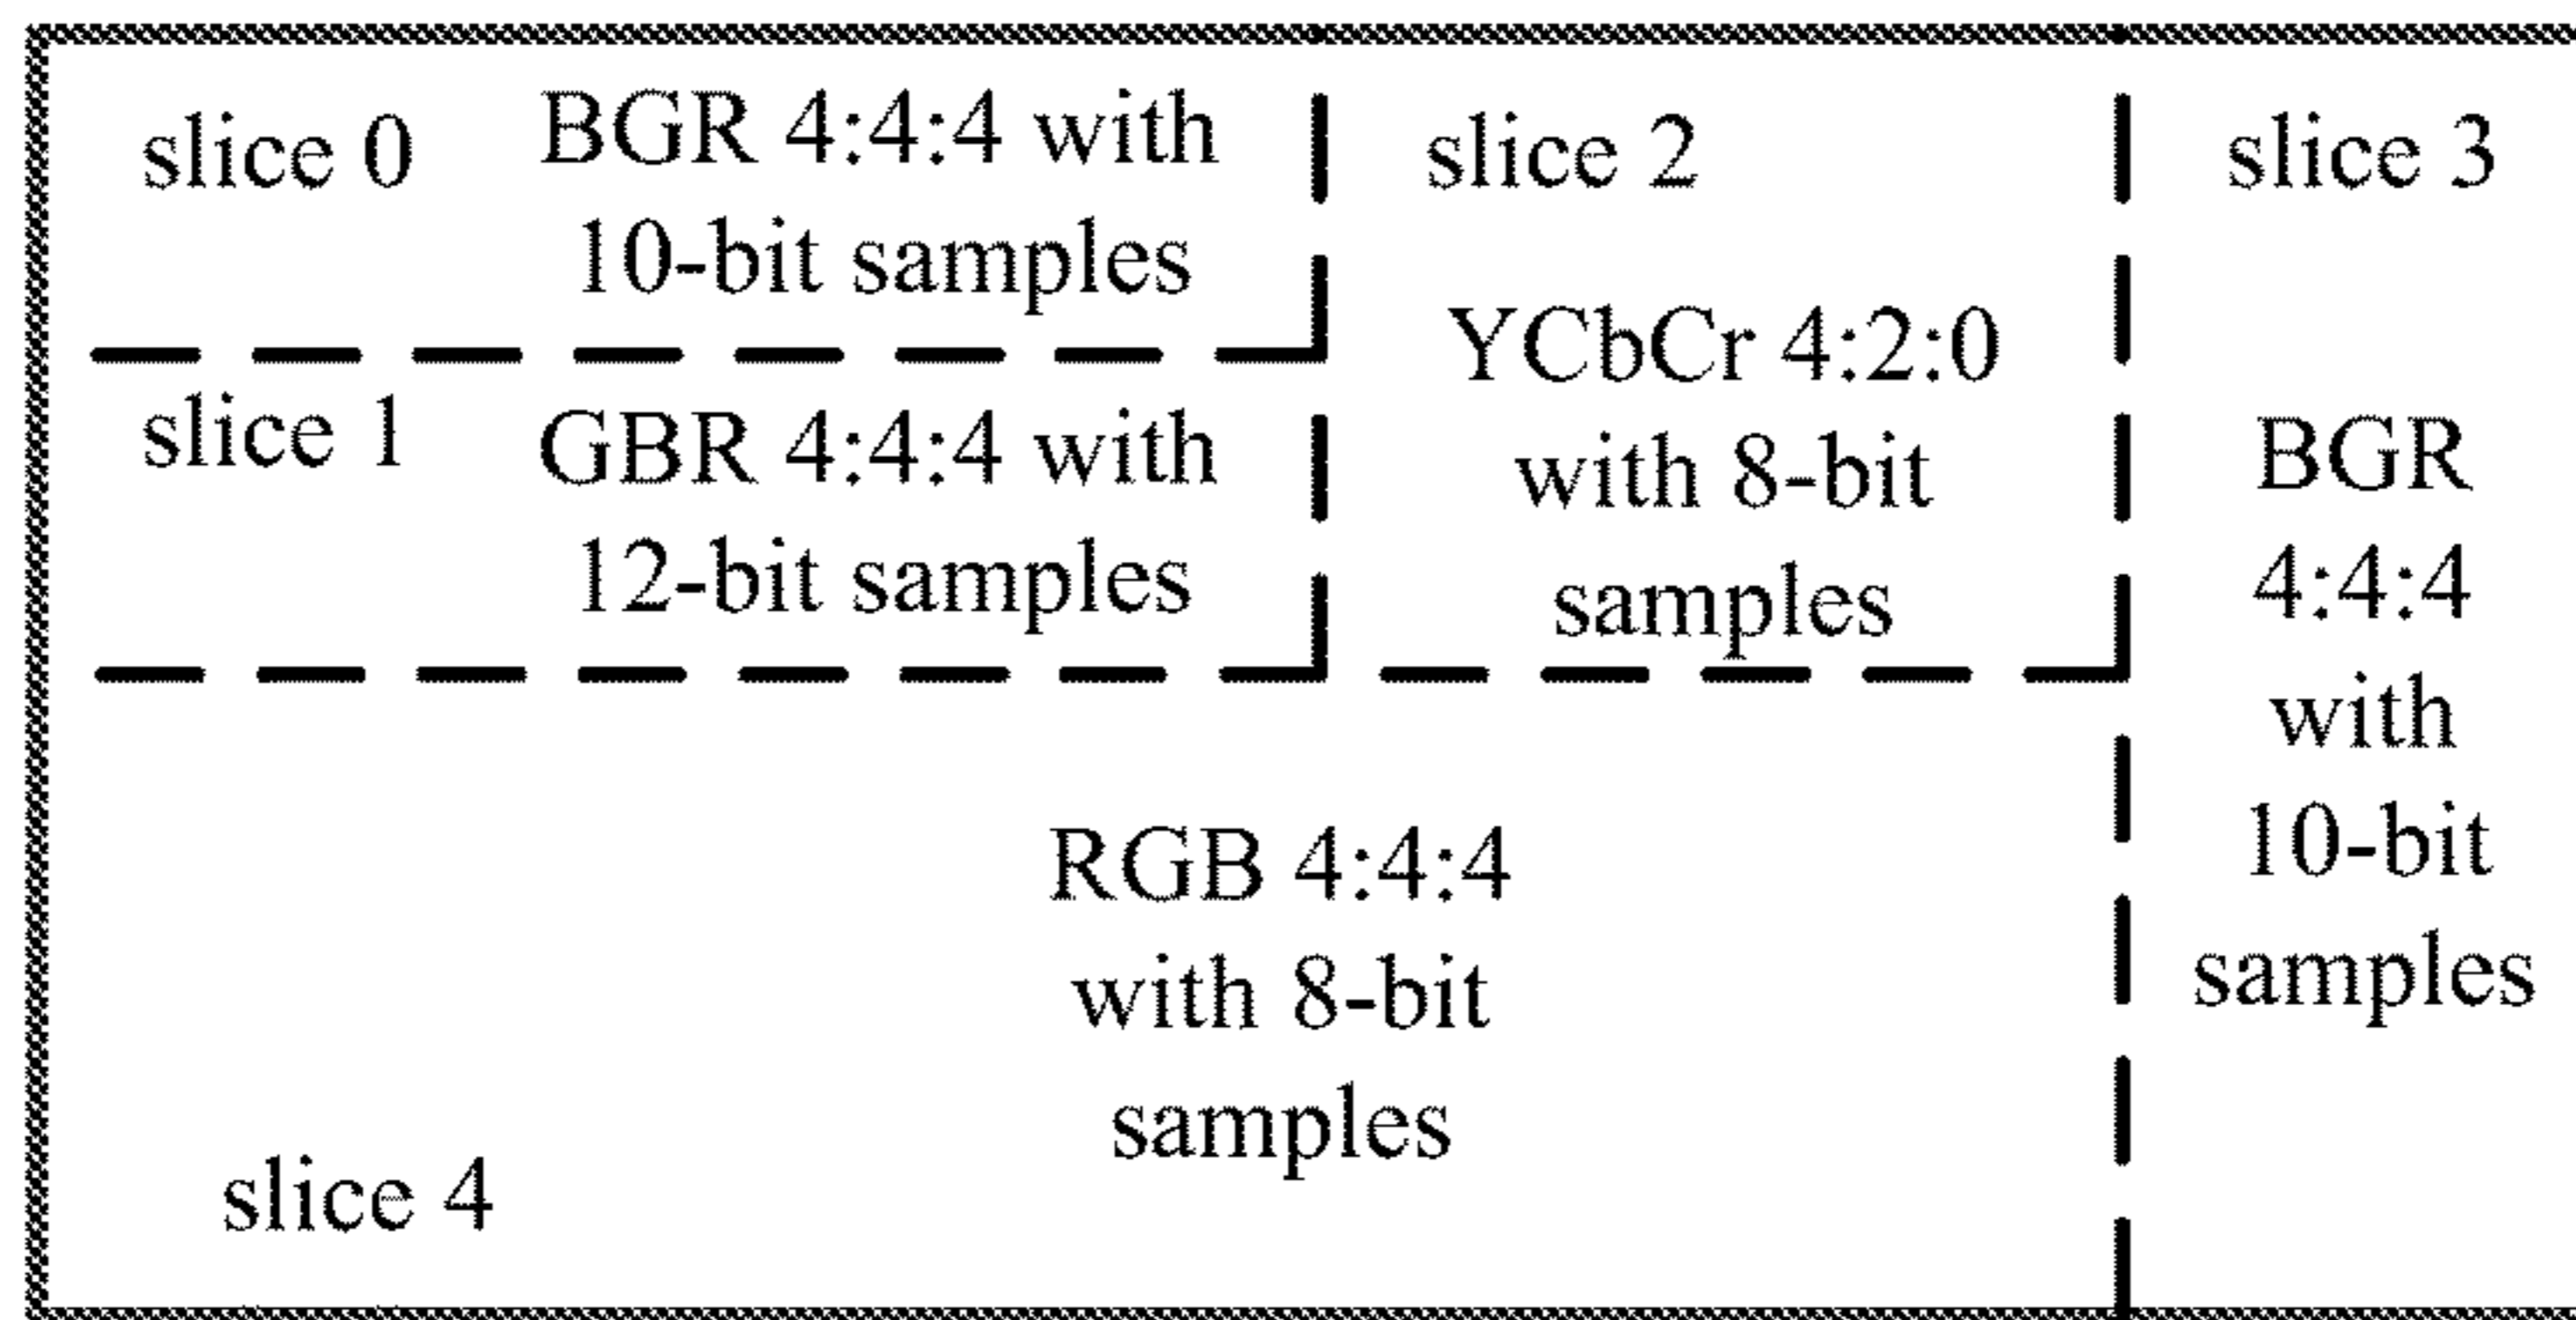 slice 0
BGR 4:4:4 with
10-bit samples
slice 1
GBR 4:4:4 with
12-bit samples
slice 2
YCbCr 4:2:0
with 8-bit
samples
slice 3
BGR
4:4:4
with
10-bit
samples
RGB 4:4:4
with 8-bit
samples
slice 4